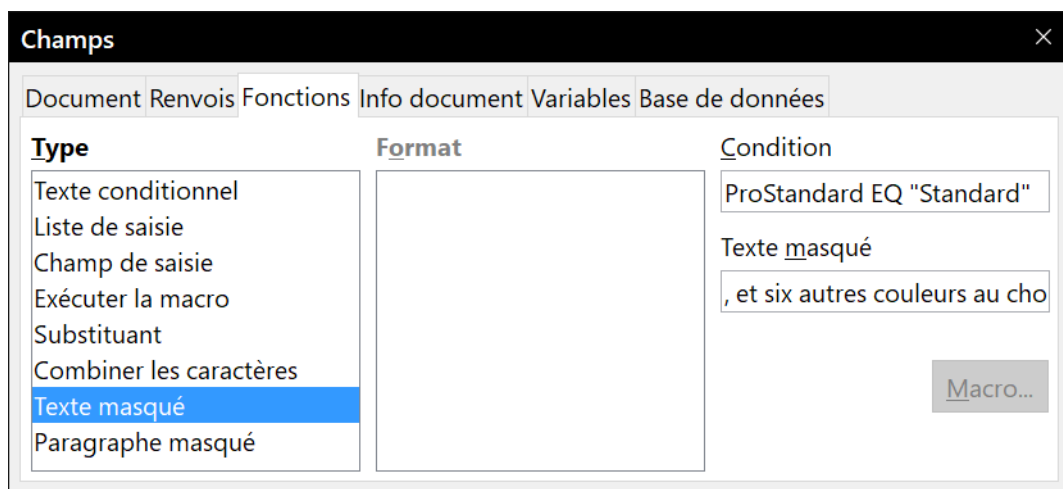 Champs
Document Renvois Fonctions Info document Variables Base de données
Type
Texte conditionnel
Liste de saisie
Champ de saisie
Exécuter la macro
Substituant
Combiner les caractères
Texte masqué
Paragraphe masqué
Format
Condition
ProStandard EQ "Standard"
Texte masqué
, et six autres couleurs au cho
Macro...